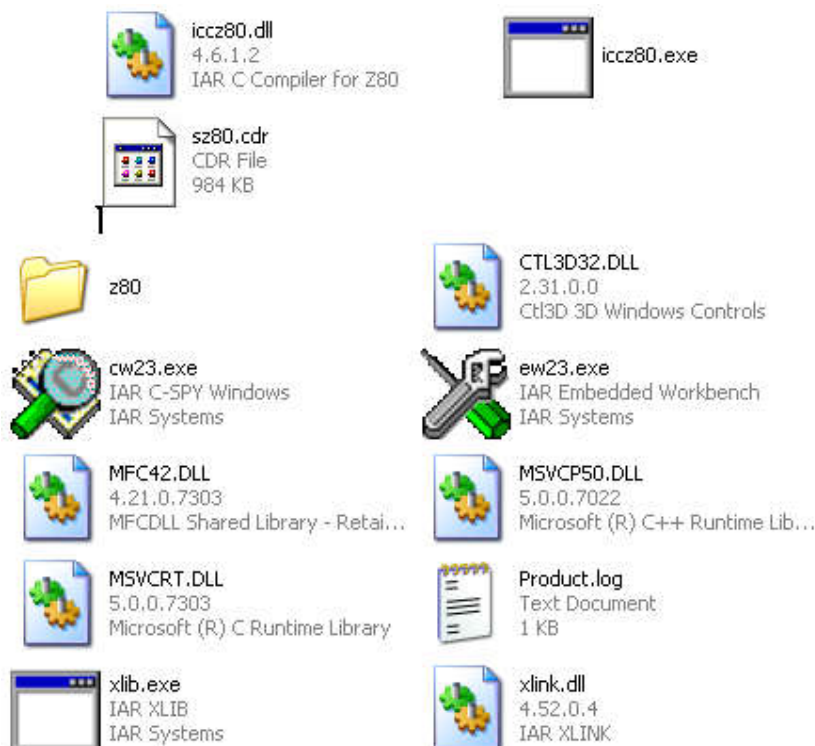 iccz80.dll
4.6.1.2
IAR C Compiler for Z80
iccz80.exe
sz80.cdr
CDR File
984 KB
z80
CTL3D32.DLL
2.31.0.0
Ctl3D 3D Windows Controls
cw23.exe
IAR C-SPY Windows
IAR Systems
ew23.exe
IAR Embedded Workbench
IAR Systems
MFC42.DLL
4.21.0.7303
MFCDLL Shared Library - Retai...
MSVCP50.DLL
5.0.0.7022
Microsoft (R) C++ Runtime Lib...
MSVCRT.DLL
5.0.0.7303
Microsoft (R) C Runtime Library
Product.log
Text Document
1 KB
xlib.exe
IAR XLIB
IAR Systems
xlink.dll
4.52.0.4
IAR XLINK